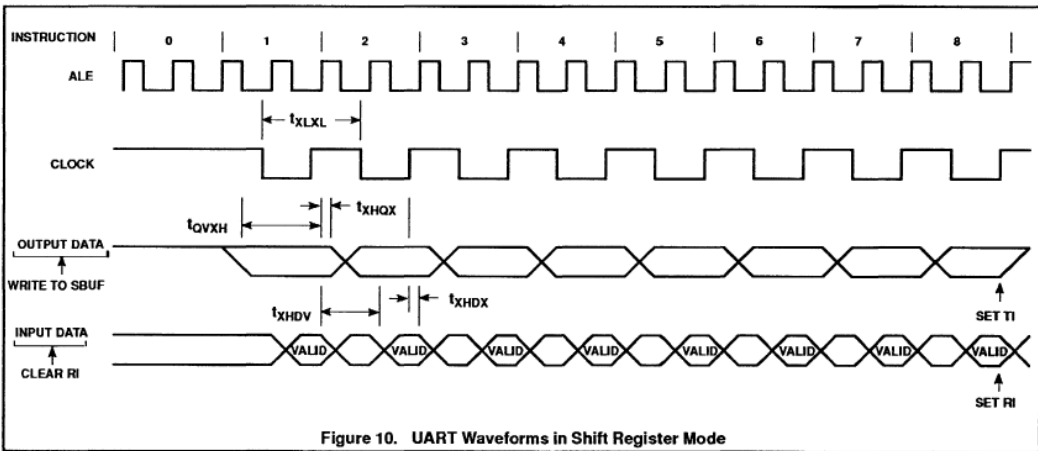 INSTRUCTION 0 1 2 3 4 5 6 7 8
ALE
tXLXL
CLOCK
tQVXH
tXHQX
OUTPUT DATA
WRITE TO SBUF
tXHDV
tXHDX
SET TI
INPUT DATA
VALID VALID VALID VALID VALID VALID VALID VALID
CLEAR RI
SET RI
Figure 10. UART Waveforms in Shift Register Mode